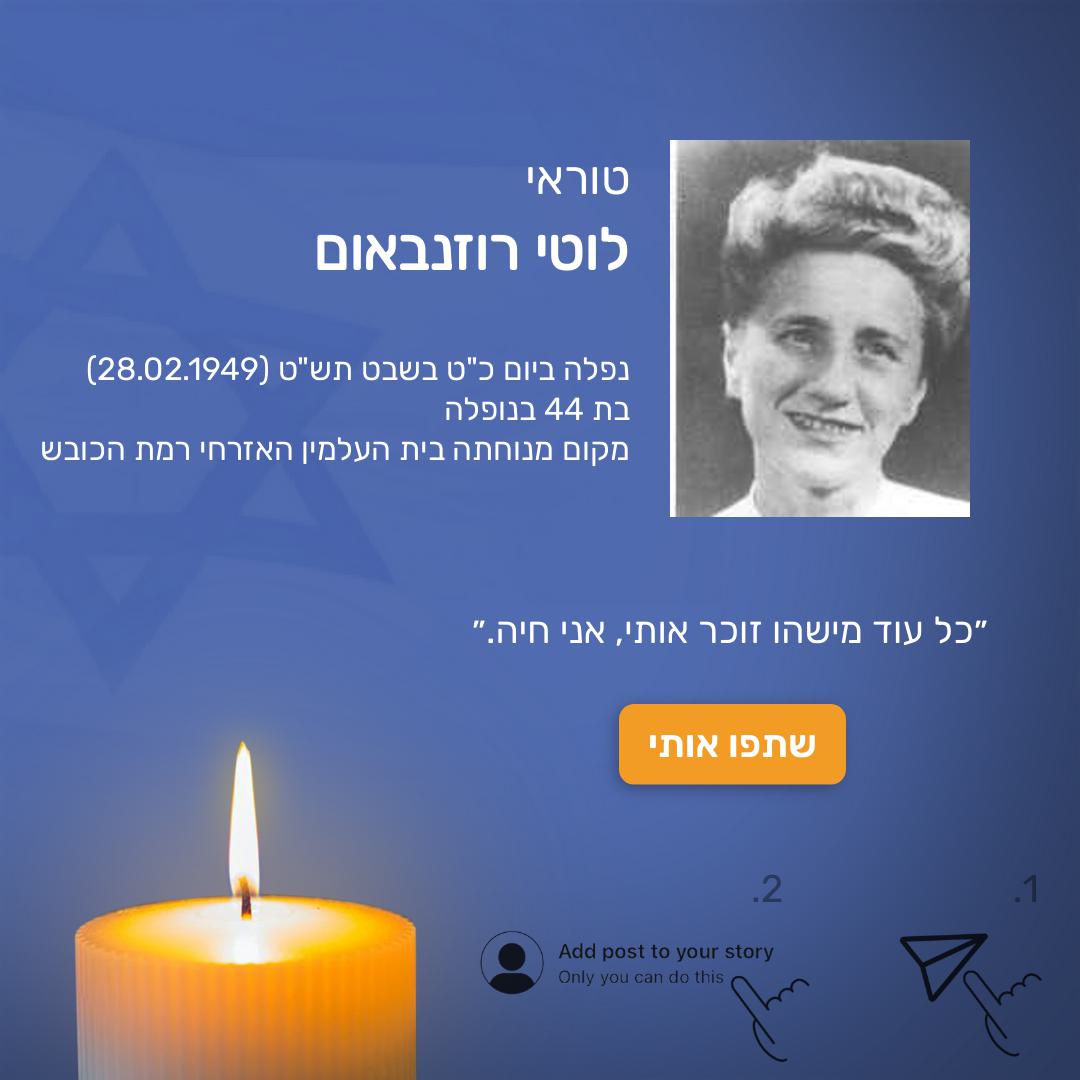 טוראי
לוטי רוזנבאום
נפלה ביום כ"ט בשבט תש"ט (28.02.1949)
בת 44 בנופלה
מקום מנוחתה בית העלמין האזרחי רמת הכובש
״כל עוד מישהו זוכר אותי, אני חיה.״
שתפו אותי
1.
2.
Add post to your story
Only you can do this